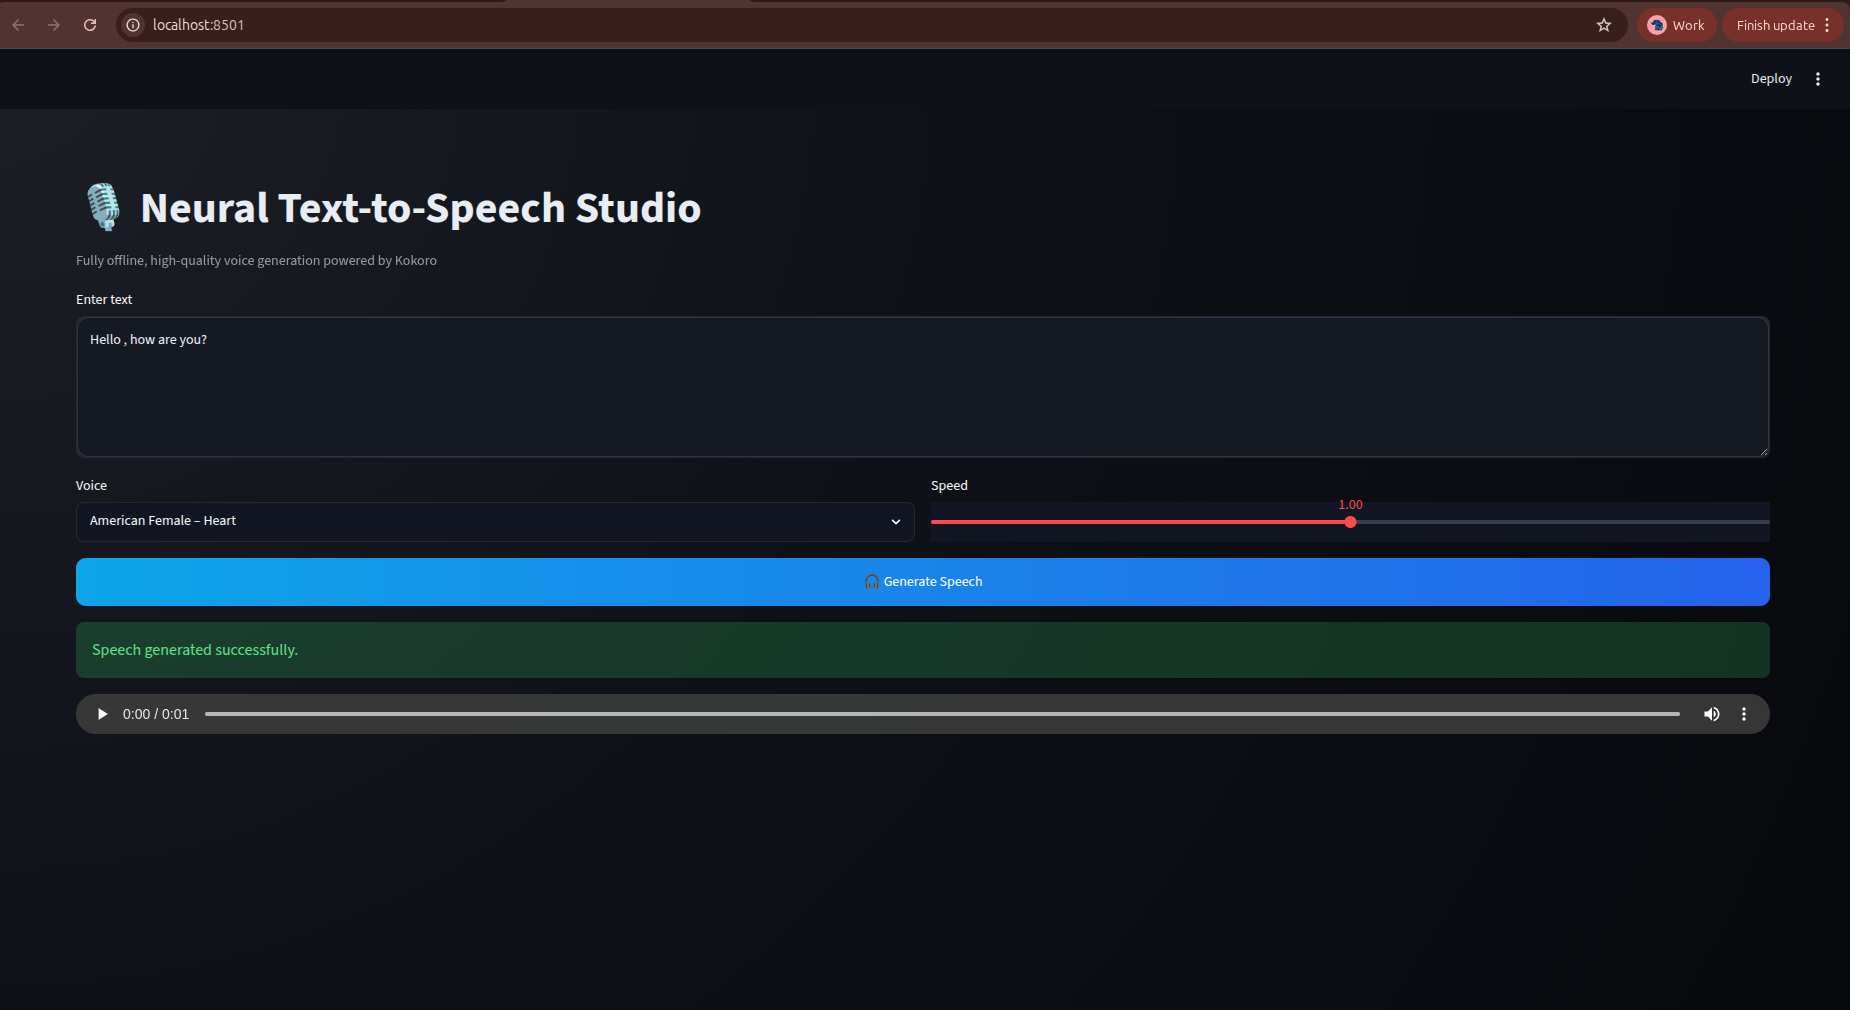 localhost:8501
Work
Finish update
Deploy
Neural Text-to-Speech Studio
Fully offline, high-quality voice generation powered by Kokoro
Enter text
Hello , how are you?
Voice
Speed
1.00
American Female – Heart
Generate Speech
Speech generated successfully.
0:00 / 0:01